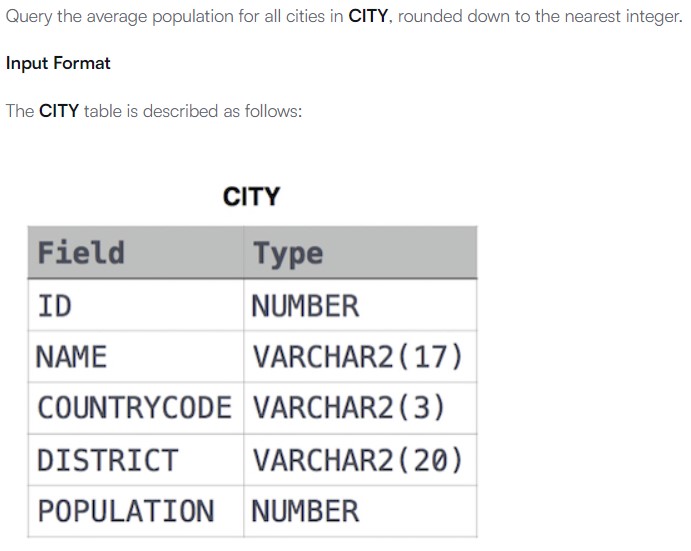 Query the average population for all cities in CITY, rounded down to the nearest integer.
Input Format
The CITY table is described as follows:
CITY
Field Type
ID NUMBER
NAME VARCHAR2(17)
COUNTRYCODE VARCHAR2(3)
DISTRICT VARCHAR2(20)
POPULATION NUMBER